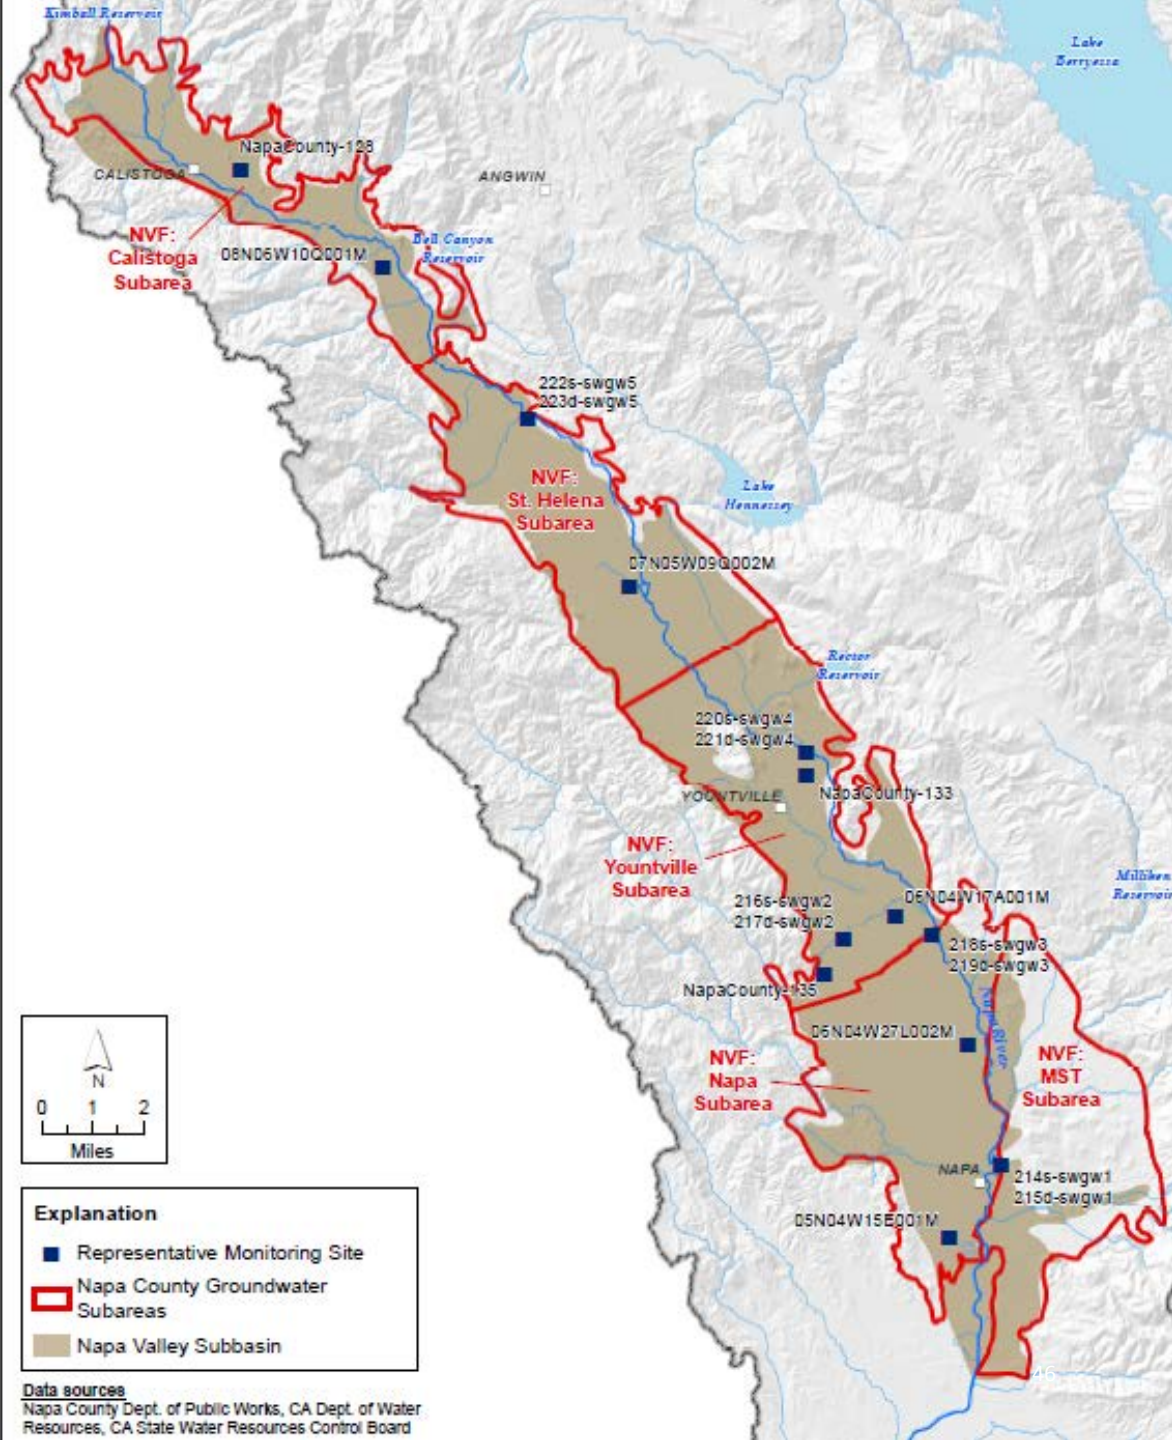 Kimball Reservoir
Lake
Berryessa
NapaCounty-128
CALISTOGA
ANGWIN
NVF:
Calistoga
Subarea
08N06W10Q001M
Bell Canyon
Reservoir
222s-swgw5
223d-swgw5
NVF:
St. Helena
Subarea
Lake
Hennessey
07N05W09Q002M
Rector
Reservoir
220s-swgw4
221d-swgw4
YOUNTVILLE
NapaCounty-133
NVF:
Yountville
Subarea
Milliken
Reservoir
216s-swgw2
217d-swgw2
06N04W17A001M
218s-swgw3
219d-swgw3
NapaCounty-135
Napa River
06N04W27L002M
NVF:
Napa
Subarea
NVF:
MST
Subarea
N
0 1 2
Miles
NAPA
214s-swgw1
215d-swgw1
05N04W15E001M
Explanation
Representative Monitoring Site
Napa County Groundwater
Subareas
Napa Valley Subbasin
46
Data sources
Napa County Dept. of Public Works, CA Dept. of Water
Resources, CA State Water Resources Control Board